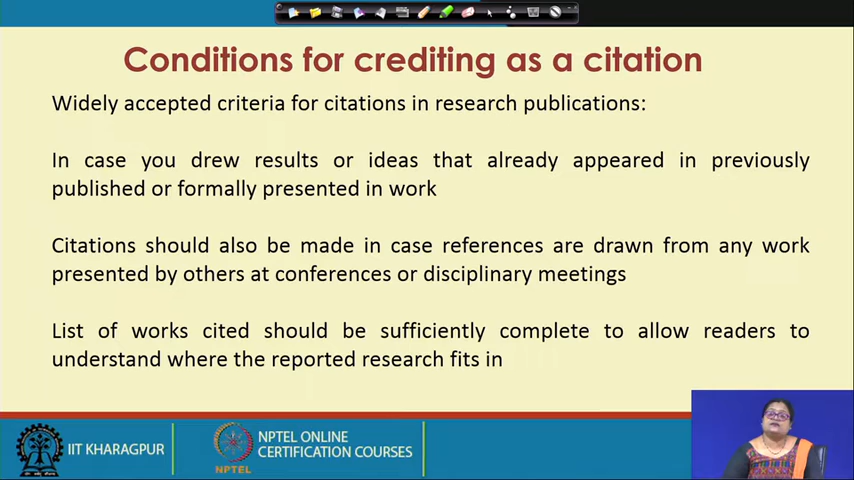 Conditions for crediting as a citation
Widely accepted criteria for citations in research publications:
In case you drew results or ideas that already appeared in previously
published or formally presented in work
Citations should also be made in case references are drawn from any work
presented by others at conferences or disciplinary meetings
List of works cited should be sufficiently complete to allow readers to
understand where the reported research fits in
IIT KHARAGPUR
NPTEL
NPTEL ONLINE
CERTIFICATION COURSES